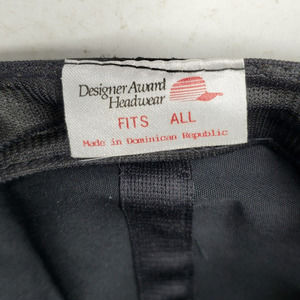 Designer Award
Headwear
FITS ALL
Made in Dominican Republic